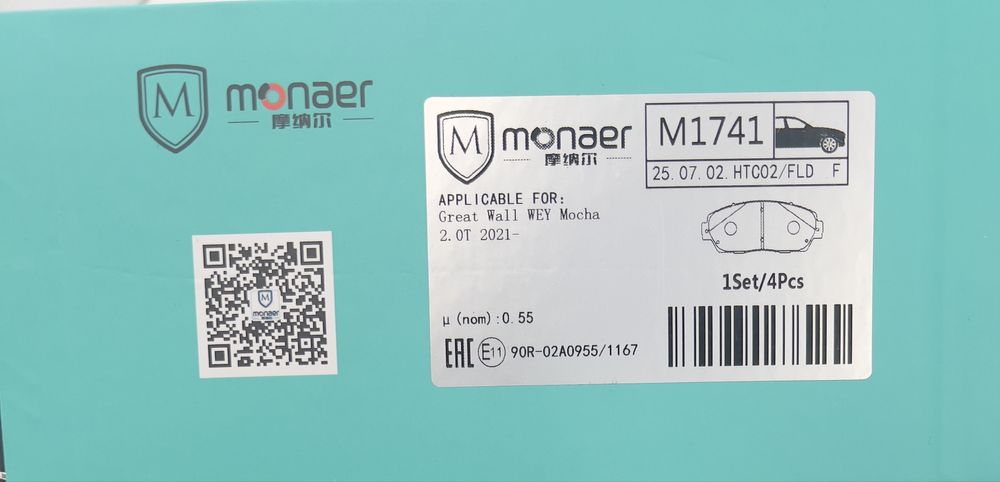 M
monaer
摩纳尔
M
monaer
M
monaer
摩纳尔
M1741
25.07.02.HTC02/FLD F
APPLICABLE FOR:
Great Wall WEY Mocha
2.0T 2021-
1Set/4Pcs
μ(nom):0.55
EAC E11 90R-02A0955/1167